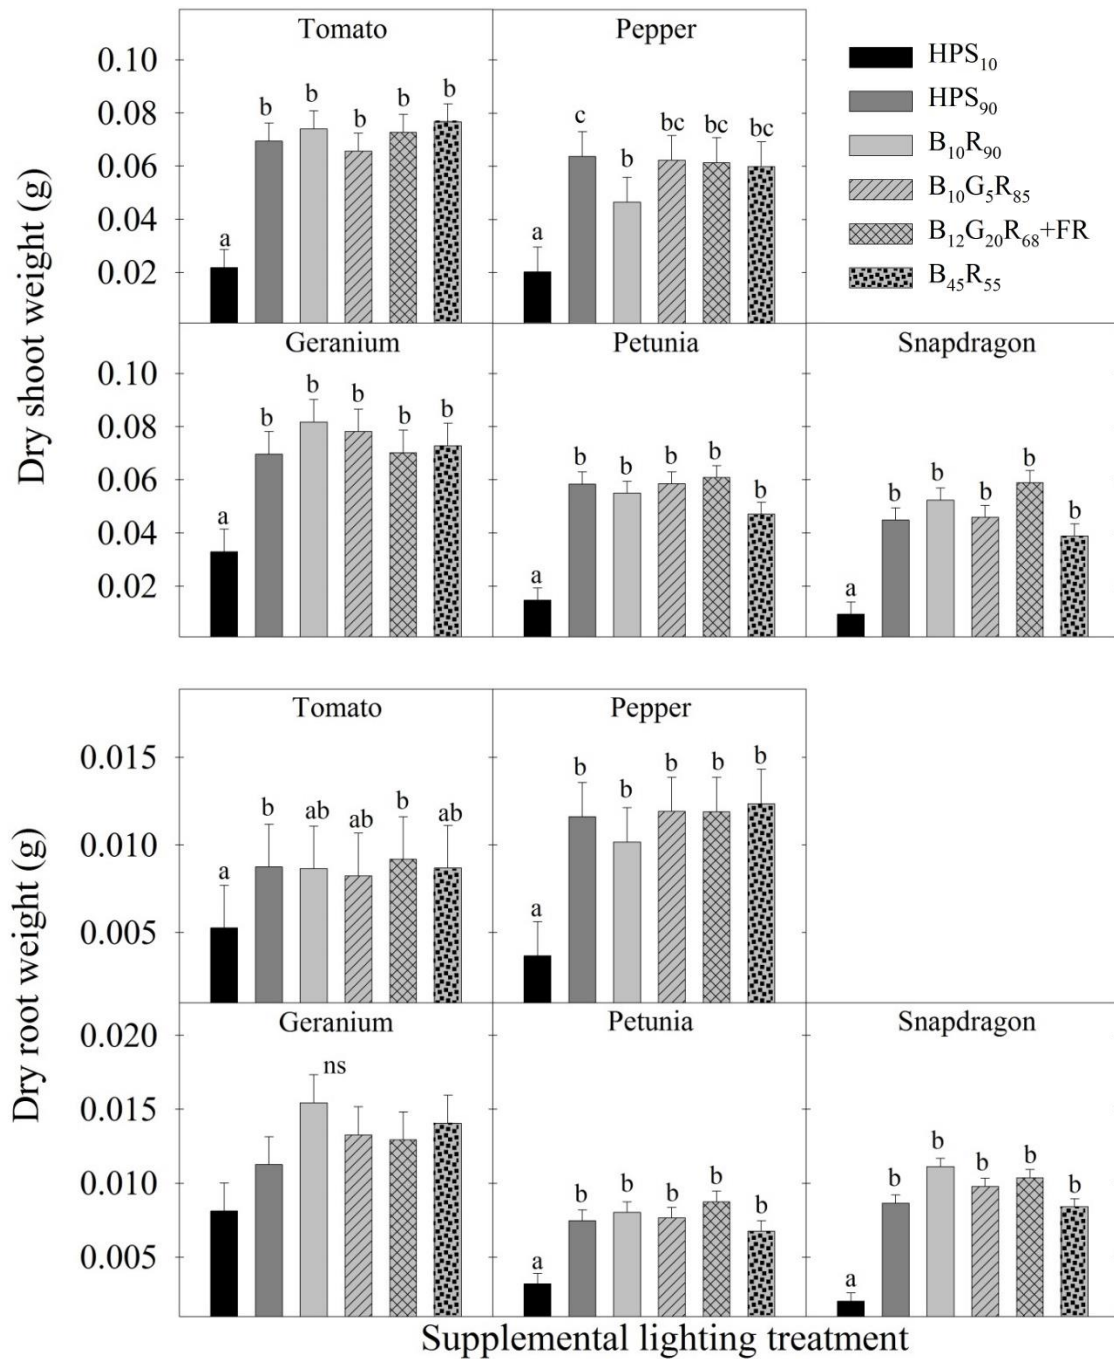 Tomato
Pepper
HPS10
HPS90
B10R90
B10G5R85
B12G20R68+FR
B45R55
Dry shoot weight (g)
0.10
0.08
0.06
0.04
0.02
a b b b b b
a c b bc bc bc
Geranium
Petunia
Snapdragon
0.10
0.08
0.06
0.04
0.02
a b b b b b
a b b b b b
a b b b b b
Tomato
Pepper
Dry root weight (g)
0.015
0.010
0.005
a b ab ab b ab
a b b b b b
Geranium
Petunia
Snapdragon
0.020
0.015
0.010
0.005
ns
a b b b b b
a b b b b b
Supplemental lighting treatment